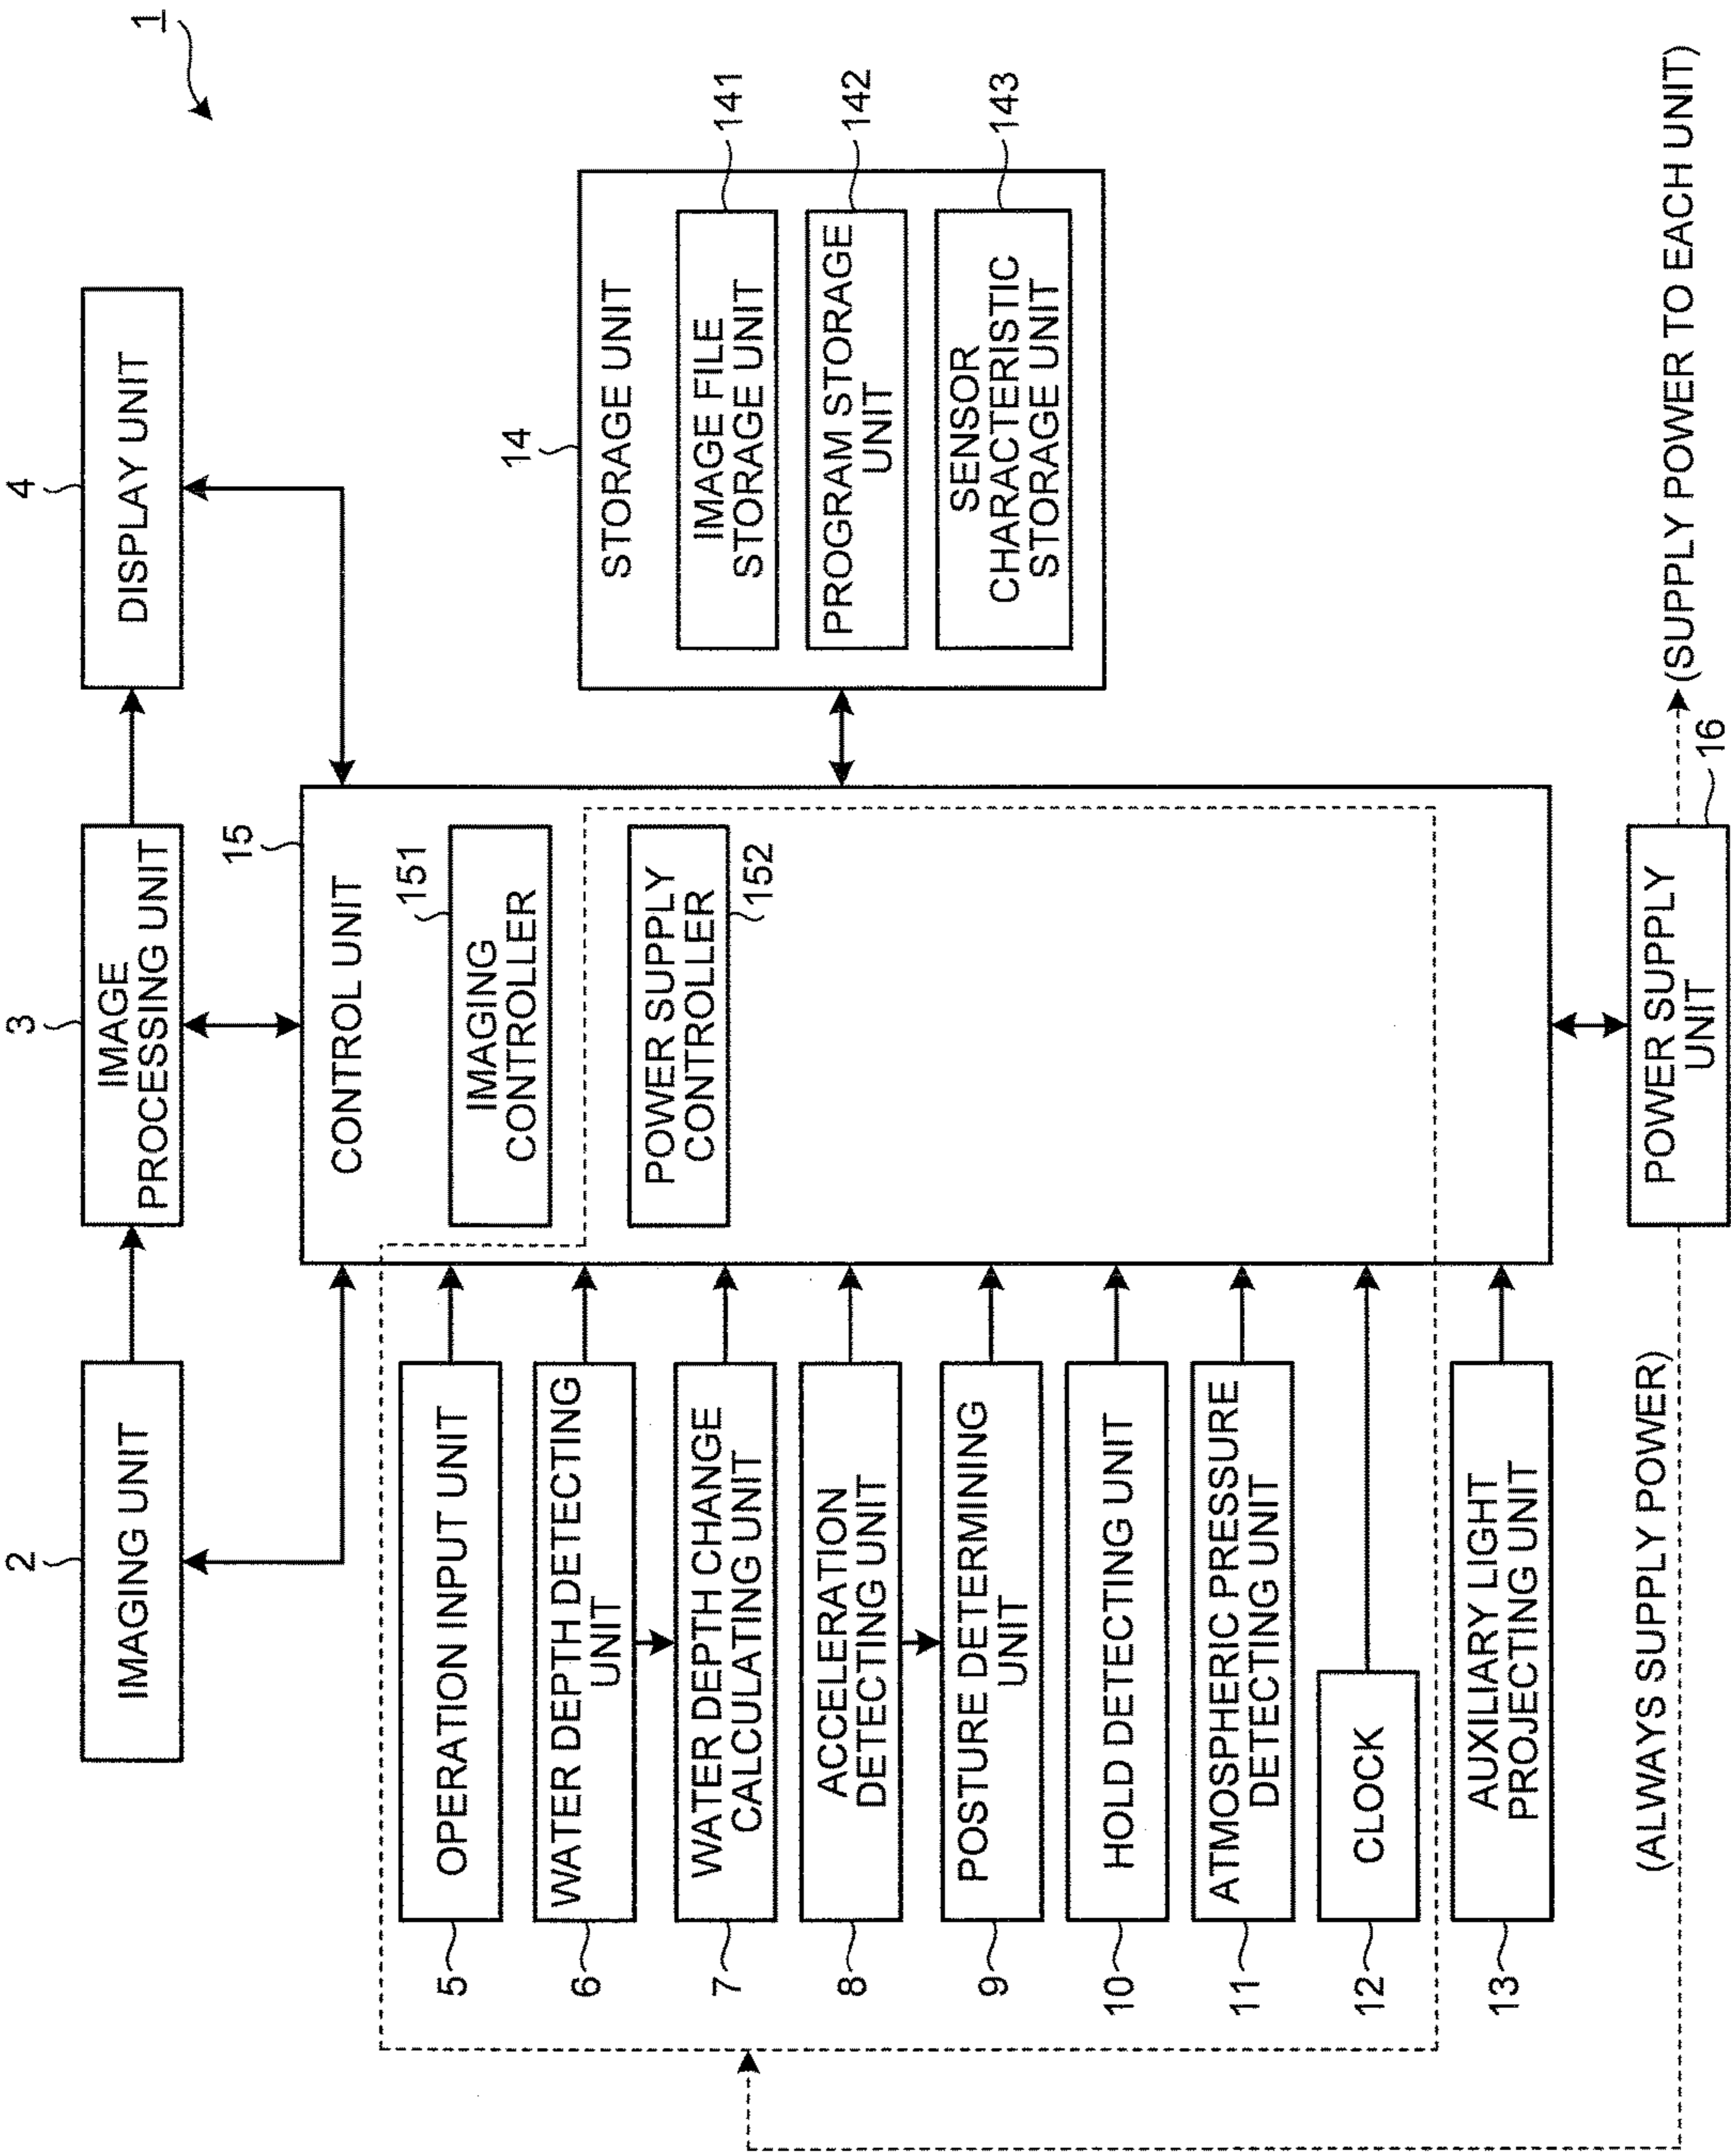 1
2
IMAGING UNIT
3
IMAGE
PROCESSING UNIT
4
DISPLAY UNIT
15
CONTROL UNIT
151
IMAGING
CONTROLLER
POWER SUPPLY
CONTROLLER
152
14
STORAGE UNIT
IMAGE FILE
STORAGE UNIT
141
PROGRAM STORAGE
UNIT
142
SENSOR
CHARACTERISTIC
STORAGE UNIT
143
5
OPERATION INPUT UNIT
6
WATER DEPTH DETECTING
UNIT
7
WATER DEPTH CHANGE
CALCULATING UNIT
8
ACCELERATION
DETECTING UNIT
9
POSTURE DETERMINING
UNIT
10
HOLD DETECTING UNIT
11
ATMOSPHERIC PRESSURE
DETECTING UNIT
12
CLOCK
13
AUXILIARY LIGHT
PROJECTING UNIT
(ALWAYS SUPPLY POWER)
POWER SUPPLY
UNIT
16
(SUPPLY POWER TO EACH UNIT)